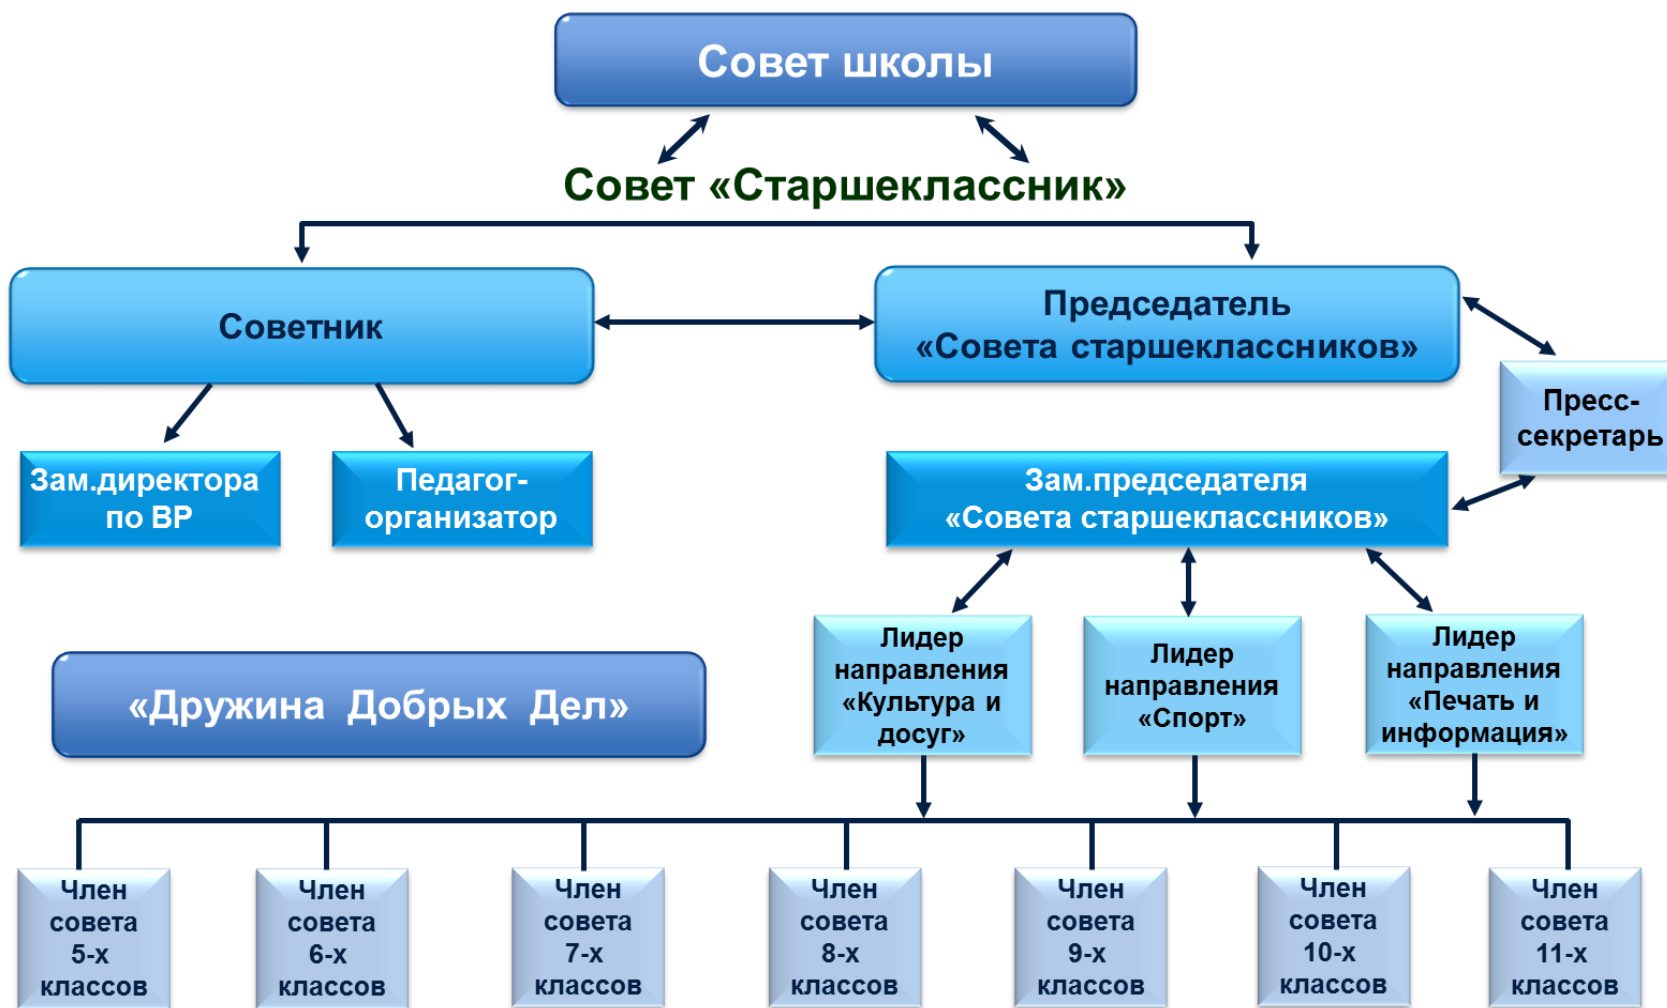 Совет школы
Совет «Старшеклассник»
Советник
Председатель
«Совета старшеклассников»
Пресс-
секретарь
Зам.директора
по ВР
Педагог-
организатор
Зам.председателя
«Совета старшеклассников»
Лидер
направления
«Культура и
досуг»
Лидер
направления
«Спорт»
Лидер
направления
«Печать и
информация»
«Дружина Добрых Дел»
Член
совета
5-х
классов
Член
совета
6-х
классов
Член
совета
7-х
классов
Член
совета
8-х
классов
Член
совета
9-х
классов
Член
совета
10-х
классов
Член
совета
11-х
классов